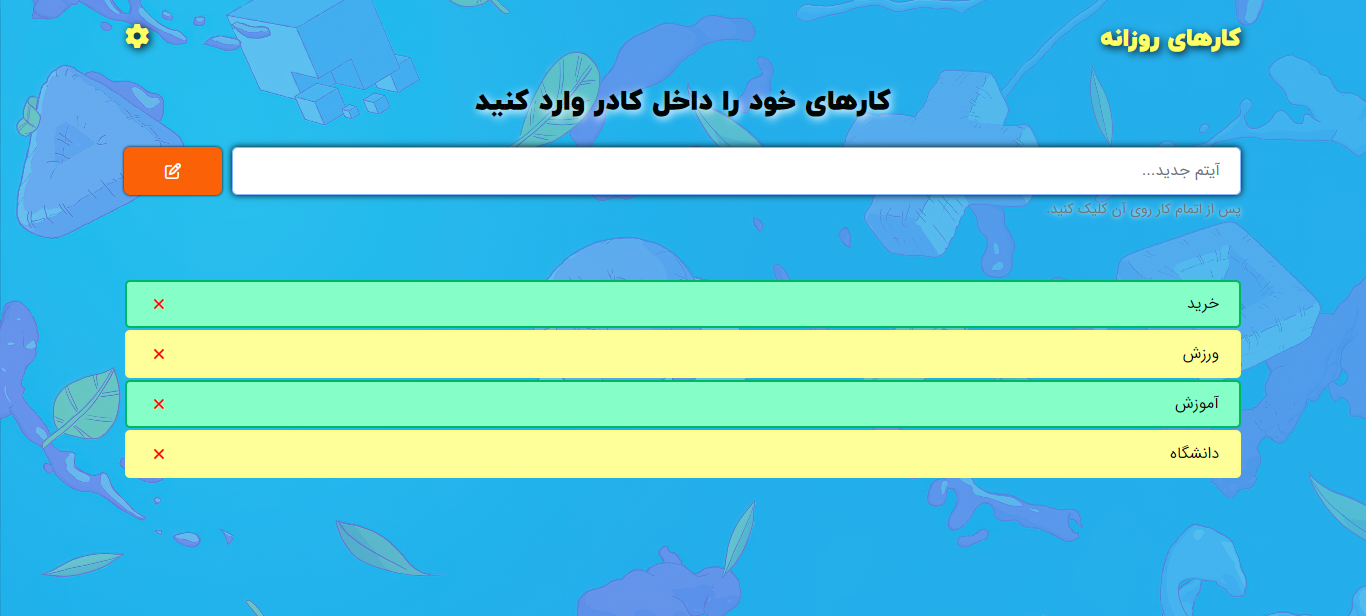 کارهای روزانه
کارهای خود را داخل کادر وارد کنید
آیتم جدید...
پس از اتمام کار روی آن کلیک کنید.
خرید
ورزش
آموزش
دانشگاه